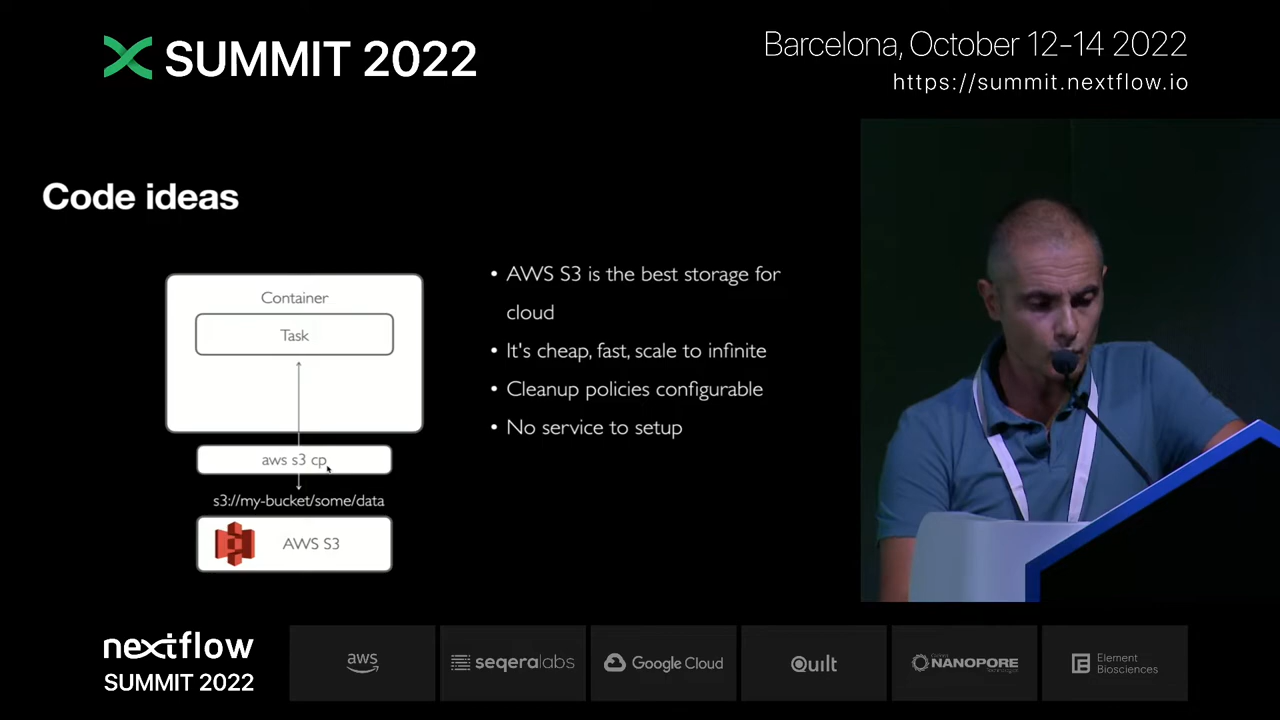 SUMMIT 2022
Barcelona, October 12-14 2022
https://summit.nextflow.io
Code ideas
Container
Task
aws s3 cp
s3://my-bucket/some/data
AWS S3
• AWS S3 is the best storage for
cloud
• It's cheap, fast, scale to infinite
• Cleanup policies configurable
• No service to setup
nextflow
SUMMIT 2022
aws
seqeralabs
Google Cloud
Quilt
Oxford
NANOPORE
Technologies
Element
Biosciences